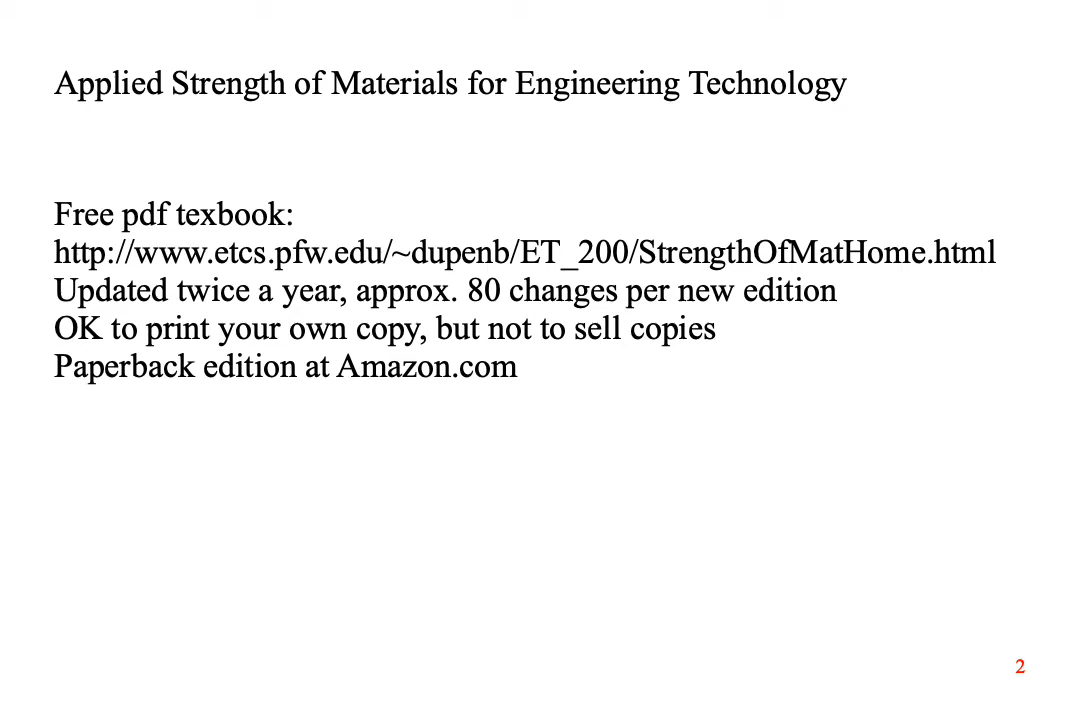 Applied Strength of Materials for Engineering Technology
Free pdf texbook:
http://www.etcs.pfw.edu/~dupenb/ET_200/StrengthOfMatHome.html
Updated twice a year, approx. 80 changes per new edition
OK to print your own copy, but not to sell copies
Paperback edition at Amazon.com
2